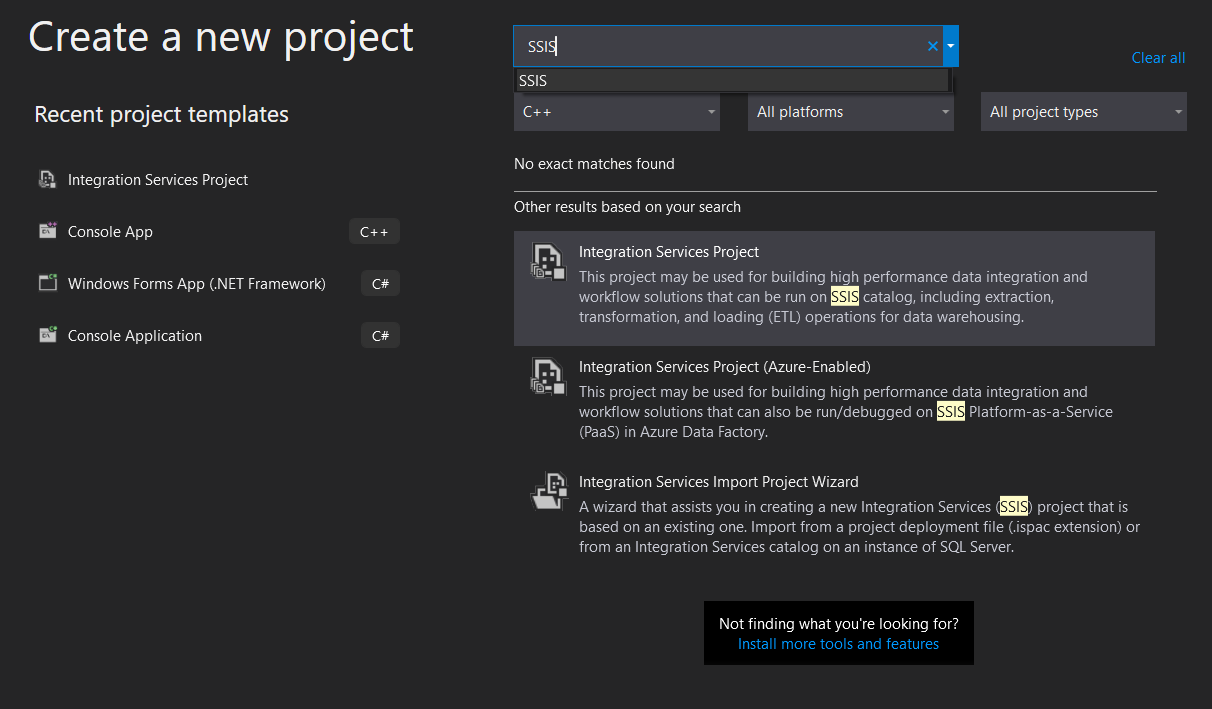 Create a new project
SSIS
SSIS
Clear all
Recent project templates
C++
All platforms
All project types
Integration Services Project
Console App
C++
Windows Forms App (.NET Framework)
C#
Console Application
C#
No exact matches found
Other results based on your search
Integration Services Project
This project may be used for building high performance data integration and
workflow solutions that can be run on SSIS catalog, including extraction,
transformation, and loading (ETL) operations for data warehousing.
Integration Services Project (Azure-Enabled)
This project may be used for building high performance data integration and
workflow solutions that can also be run/debugged on SSIS Platform-as-a-Service
(PaaS) in Azure Data Factory.
Integration Services Import Project Wizard
A wizard that assists you in creating a new Integration Services (SSIS) project that is
based on an existing one. Import from a project deployment file (.ispac extension) or
from an Integration Services catalog on an instance of SQL Server.
Not finding what you're looking for?
Install more tools and features